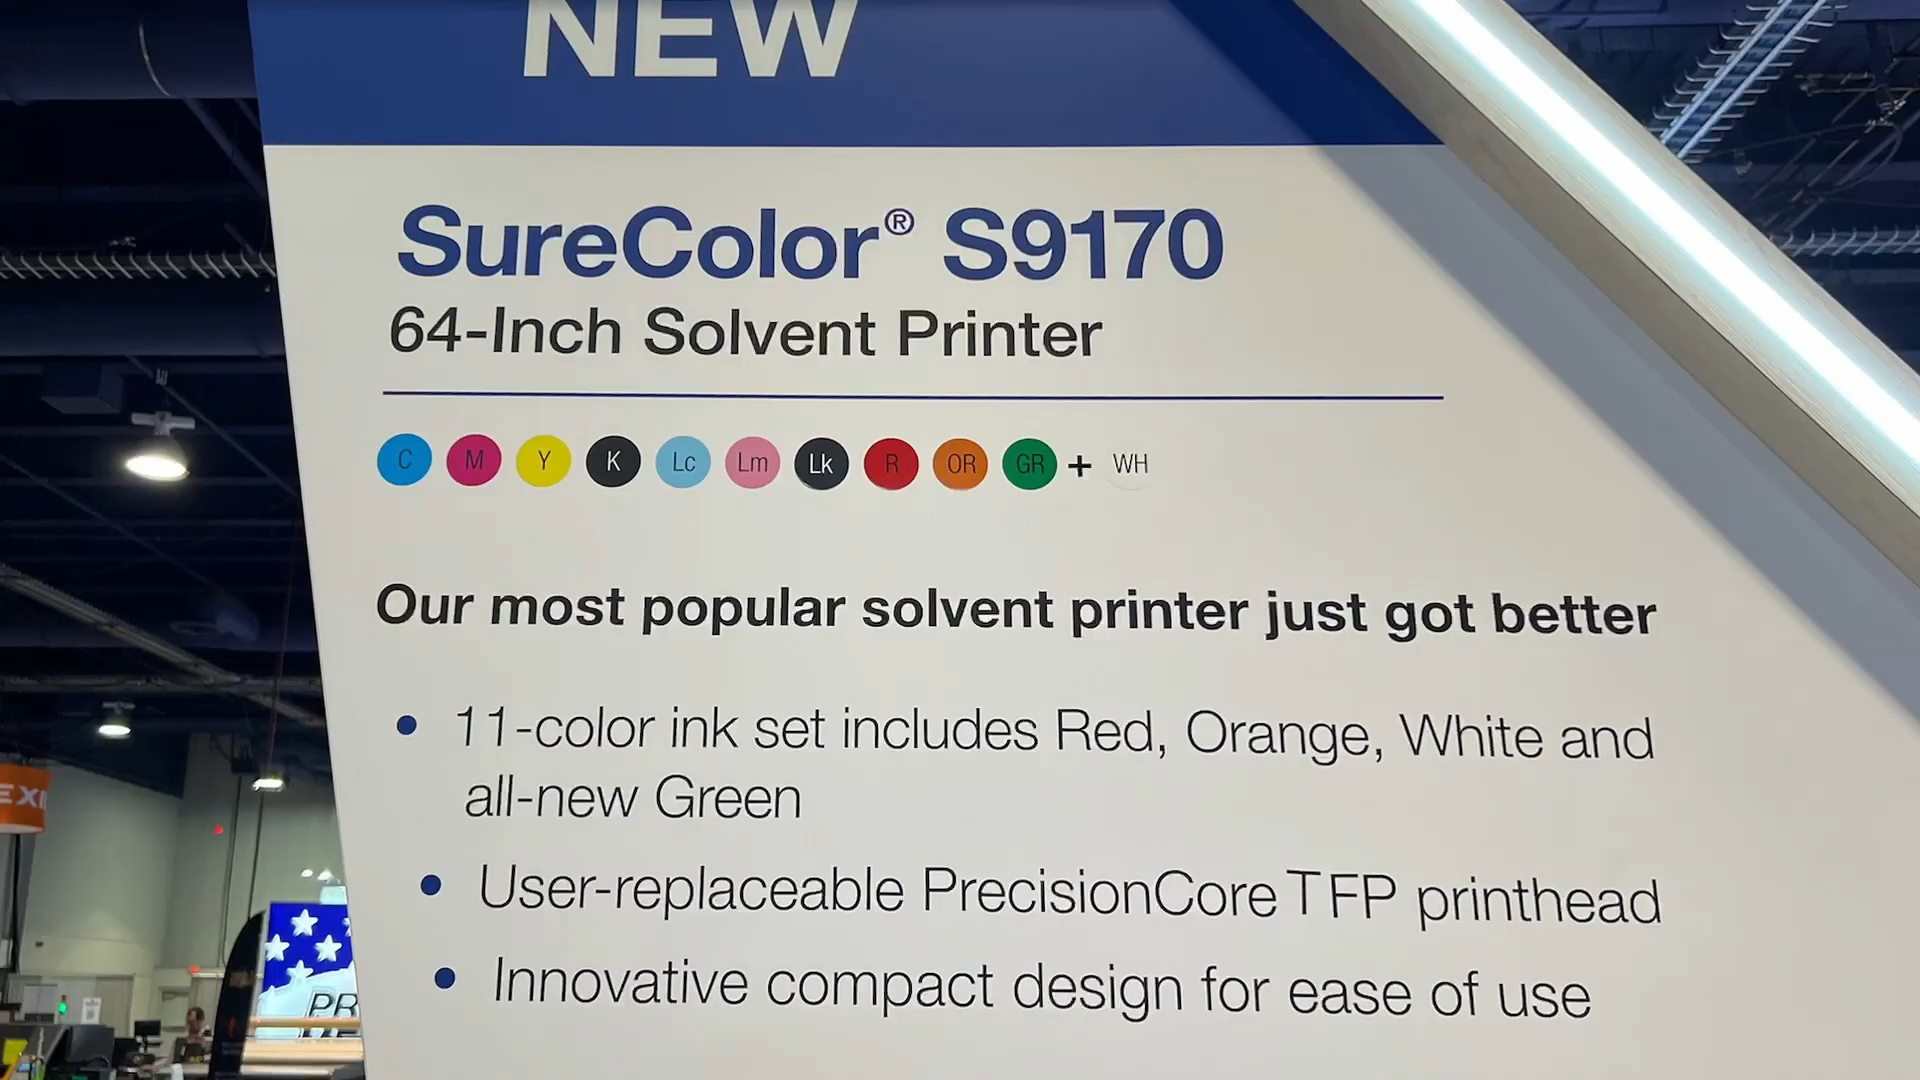 NEW
SureColor® S9170
64-Inch Solvent Printer
C M Y K Lc Lm Lk R OR GR + WH
Our most popular solvent printer just got better
• 11-color ink set includes Red, Orange, White and
all-new Green
• User-replaceable PrecisionCore TFP printhead
• Innovative compact design for ease of use
EXI
PR